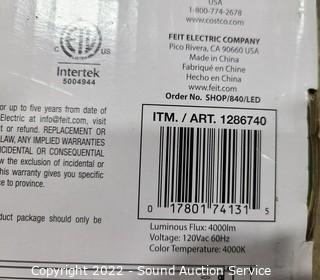 USA
1-800-774-2678
www.costco.com
FEIT ELECTRIC COMPANY
Pico Rivera, CA 90660 USA
Made in China
Fabriqué en Chine
Hecho en China
www.feit.com
Order No. SHOP/840/LED
C US
Intertek
5004944
or up to five years from date of
Electric at info@feit.com, visit
t or refund. REPLACEMENT OR
LAW, ANY IMPLIED WARRANTIES
INCIDENTAL OR CONSEQUENTIAL
w the exclusion of incidental or
his warranty gives you specific
ce to province.
duct package should only be
ITM. / ART. 1286740
0 17801 74131 5
Luminous Flux: 4000lm
Voltage: 120Vac 60Hz
Color Temperature: 4000K
Copyright 2022 - Sound Auction Service